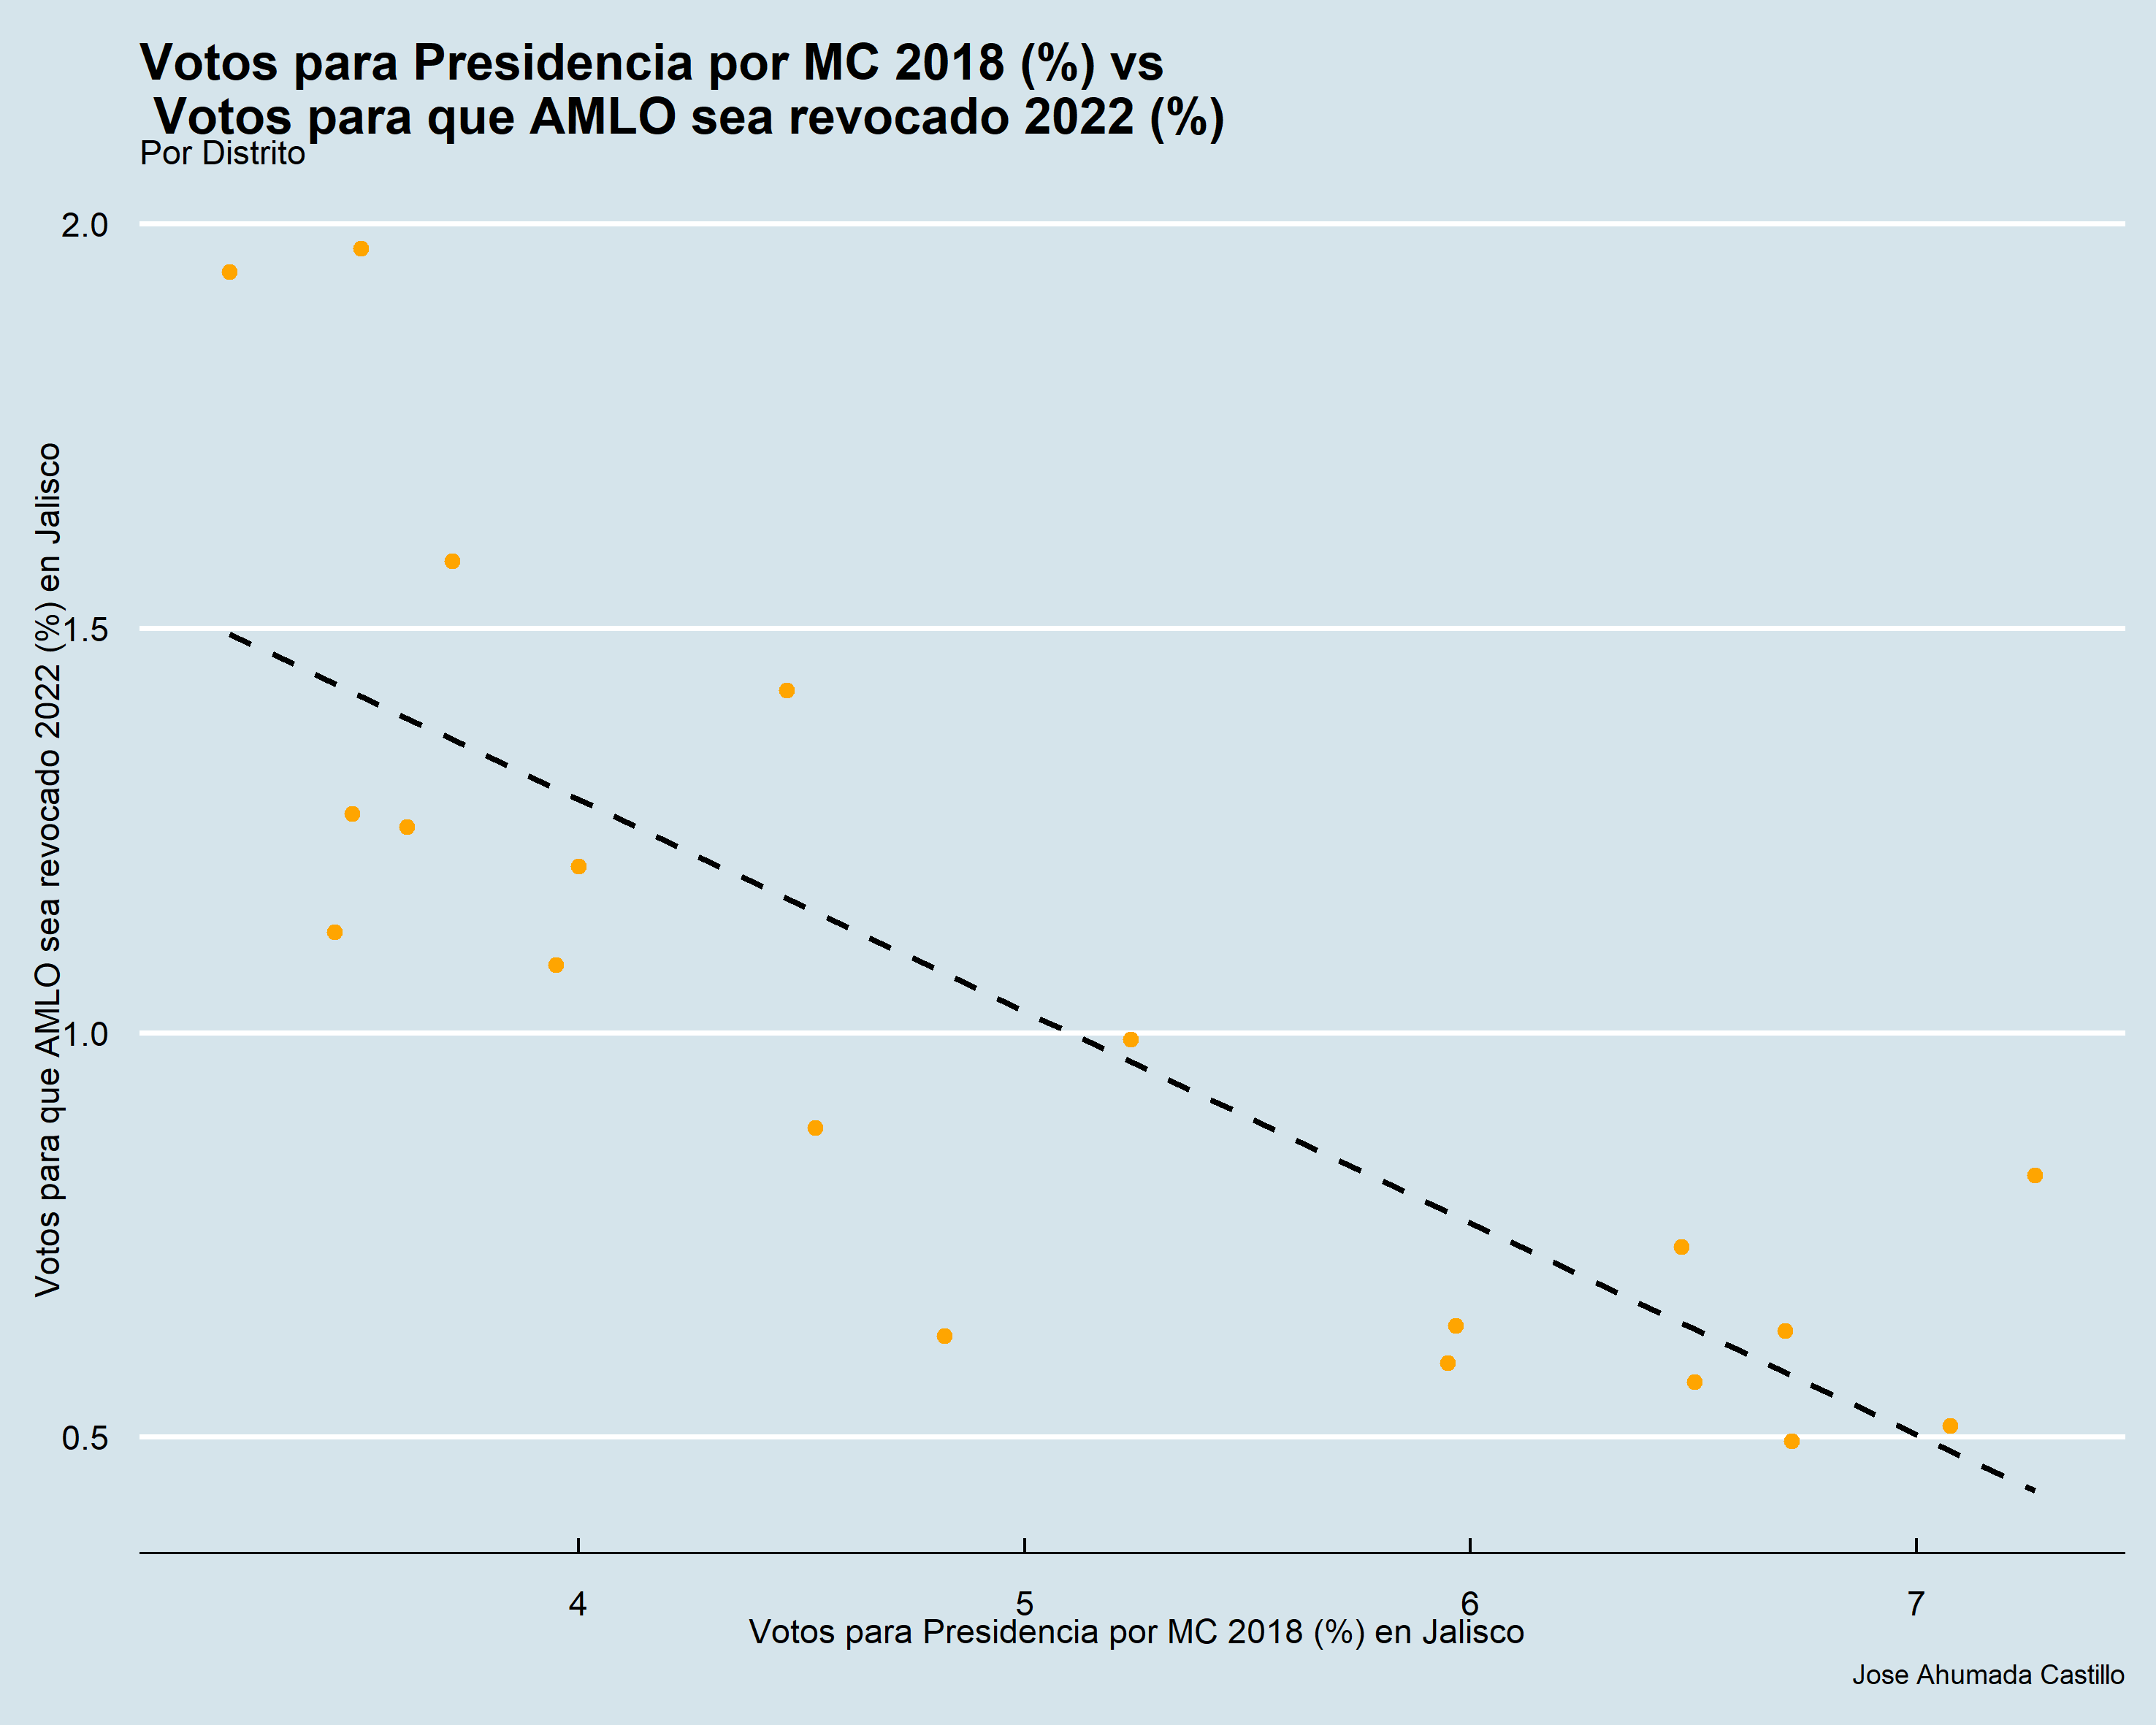 Votos para Presidencia por MC 2018 (%) vs
Votos para que AMLO sea revocado 2022 (%)
Por Distrito
Votos para que AMLO sea revocado 2022 (%) en Jalisco
2.0
1.5
1.0
0.5
4 5 6 7
Votos para Presidencia por MC 2018 (%) en Jalisco
Jose Ahumada Castillo